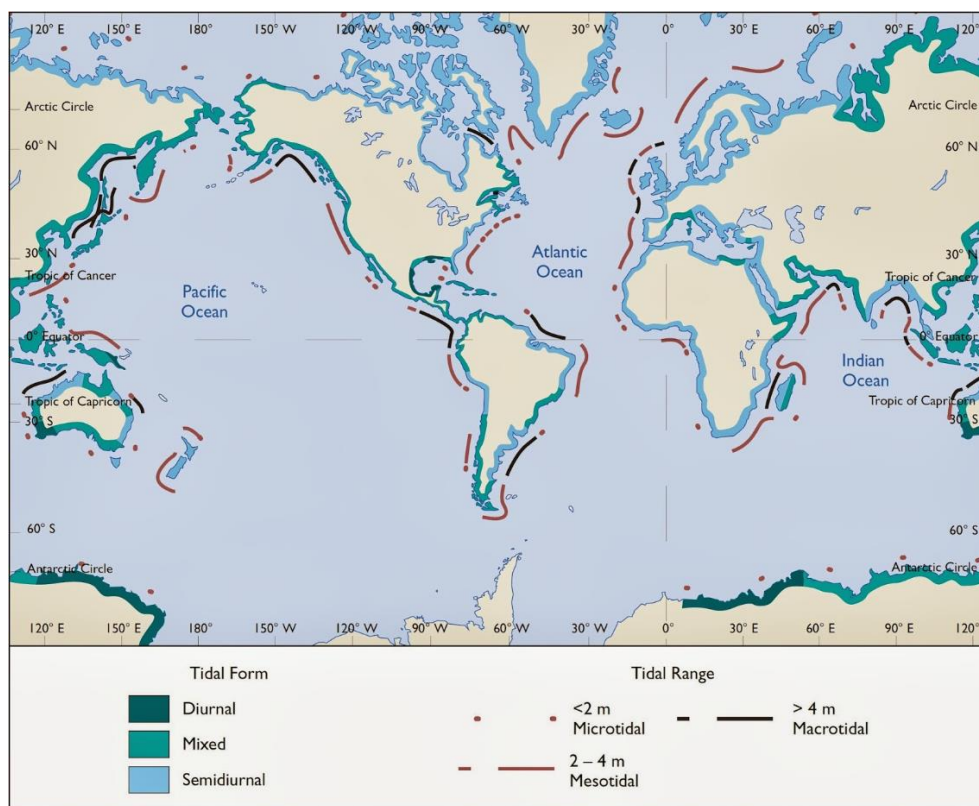 120° E 150° E 180° 150° W 120° W 90° W 60° W 30° W 0° 30° E 60° E 90° E 120°
Arctic Circle Arctic Circle
60° N 60° N
30° N 30° N
Tropic of Cancer Tropic of Cancer
Atlantic
Ocean
Pacific
Ocean
0° Equator 0° Equator
Indian
Ocean
Tropic of Capricorn Tropic of Capricorn
30° S 30° S
60° S 60° S
Antarctic Circle Antarctic Circle
120° E 150° E 180° 150° W 120° W 90° W 60° W 30° W 0° 30° E 60° E 90° E 120°
Tidal Form
Diurnal
Mixed
Semidiurnal
Tidal Range
<2 m
Microtidal
> 4 m
Macrotidal
2 – 4 m
Mesotidal